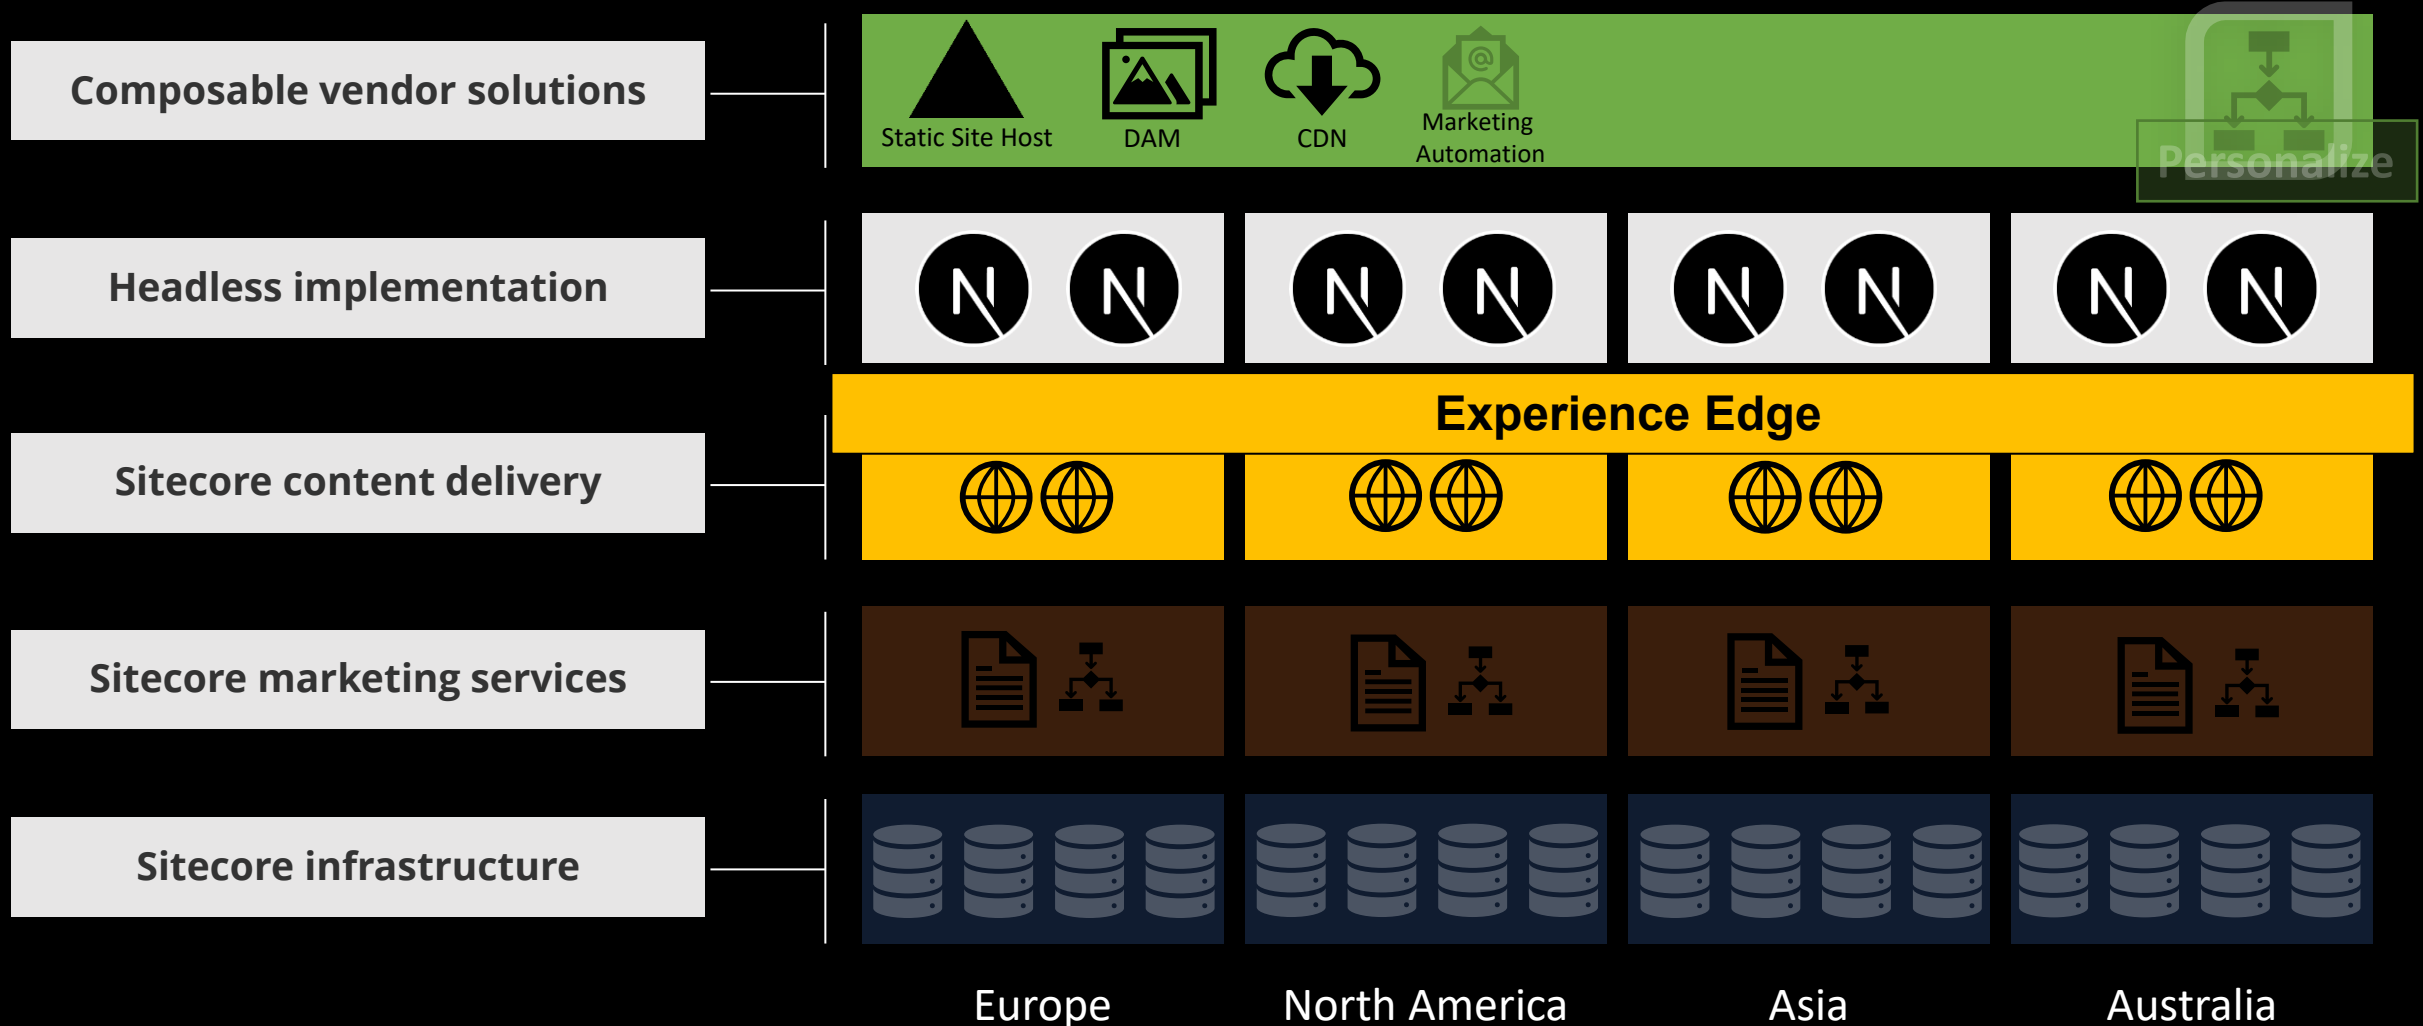 Composable vendor solutions
Static Site Host
DAM
CDN
Marketing
Automation
Personalize
Headless implementation
N N N N N N N N
Experience Edge
Sitecore content delivery
Sitecore marketing services
Sitecore infrastructure
Europe
North America
Asia
Australia